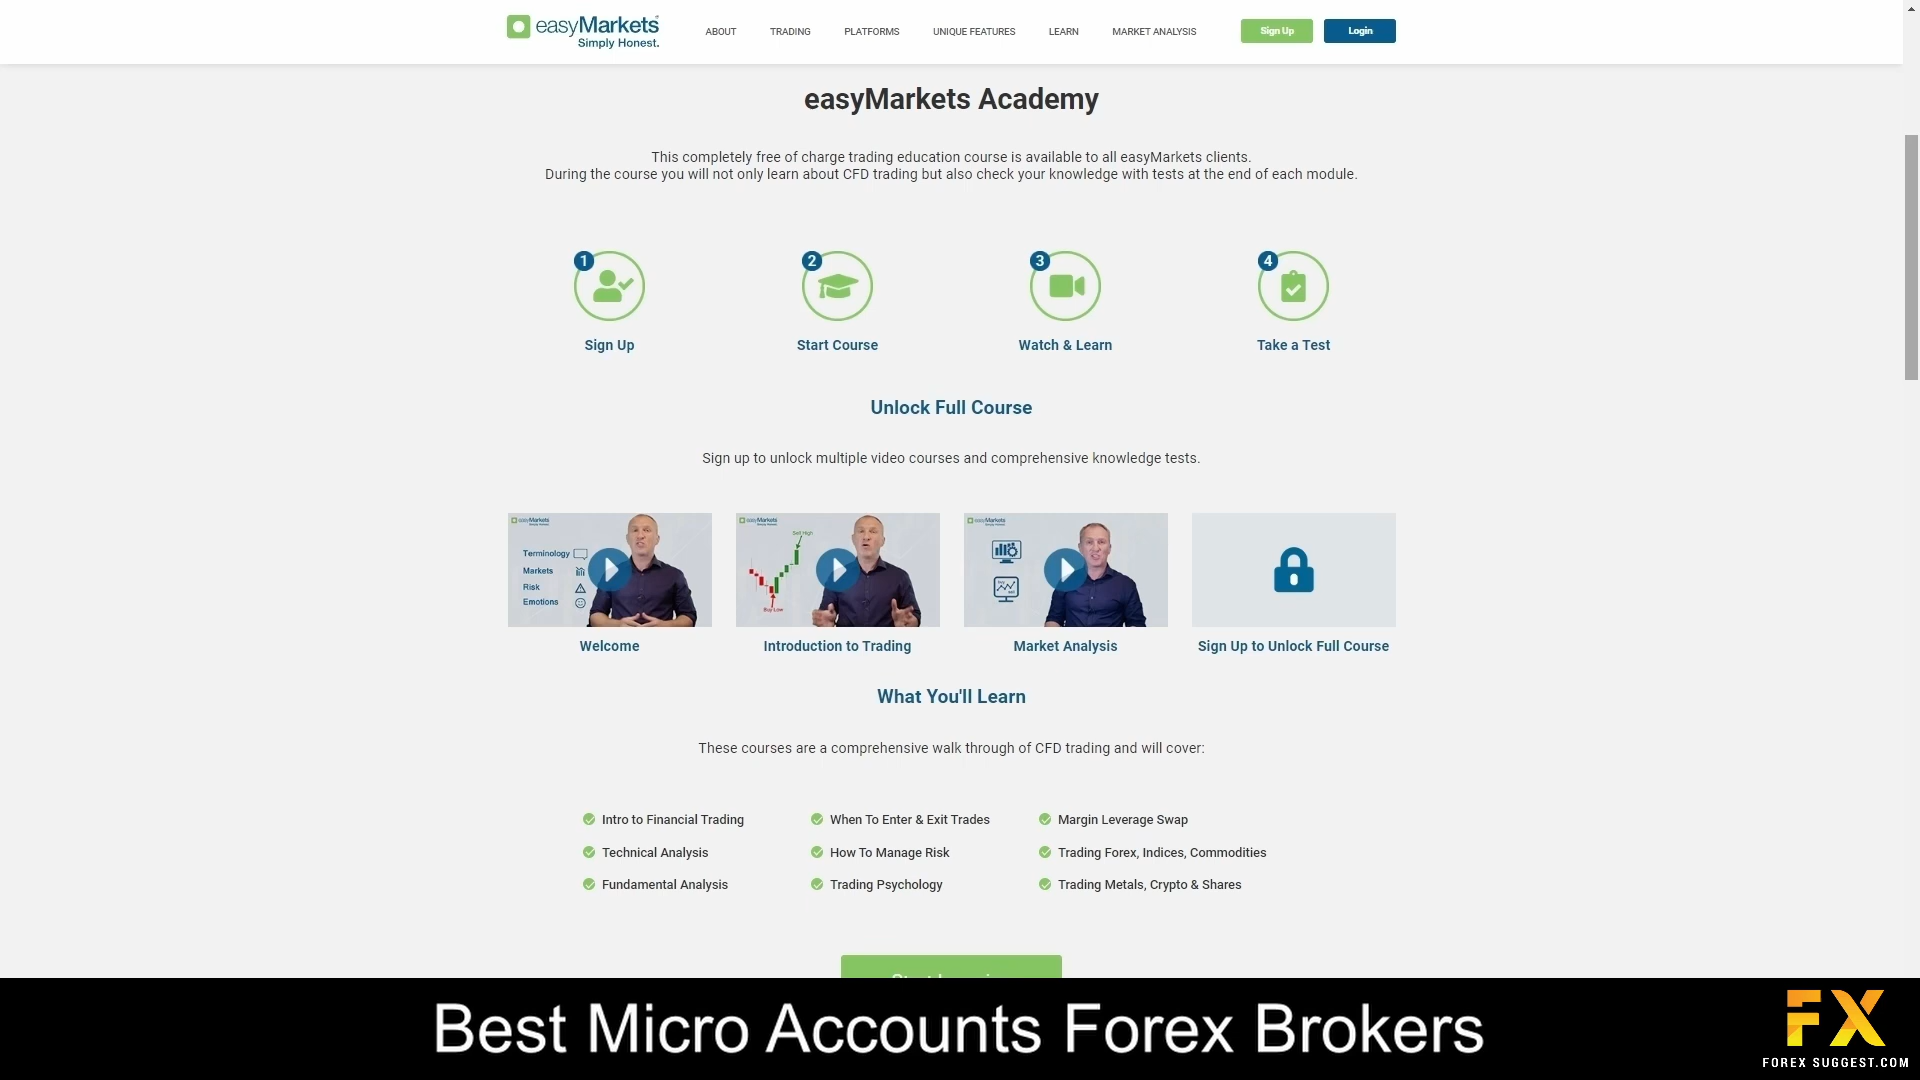 easyMarkets
Simply Honest.
ABOUT
TRADING
PLATFORMS
UNIQUE FEATURES
LEARN
MARKET ANALYSIS
Sign Up
Login
easyMarkets Academy
This completely free of charge trading education course is available to all easyMarkets clients.
During the course you will not only learn about CFD trading but also check your knowledge with tests at the end of each module.
1
2
3
4
Sign Up
Start Course
Watch & Learn
Take a Test
Unlock Full Course
Sign up to unlock multiple video courses and comprehensive knowledge tests.
easyMarkets
Terminology
Markets
Risk
Emotions
easyMarkets
Sell High
Buy Low
easyMarkets
Welcome
Introduction to Trading
Market Analysis
Sign Up to Unlock Full Course
What You'll Learn
These courses are a comprehensive walk through of CFD trading and will cover:
Intro to Financial Trading
When To Enter & Exit Trades
Margin Leverage Swap
Technical Analysis
How To Manage Risk
Trading Forex, Indices, Commodities
Fundamental Analysis
Trading Psychology
Trading Metals, Crypto & Shares
Best Micro Accounts Forex Brokers
FX
FOREX SUGGEST.COM